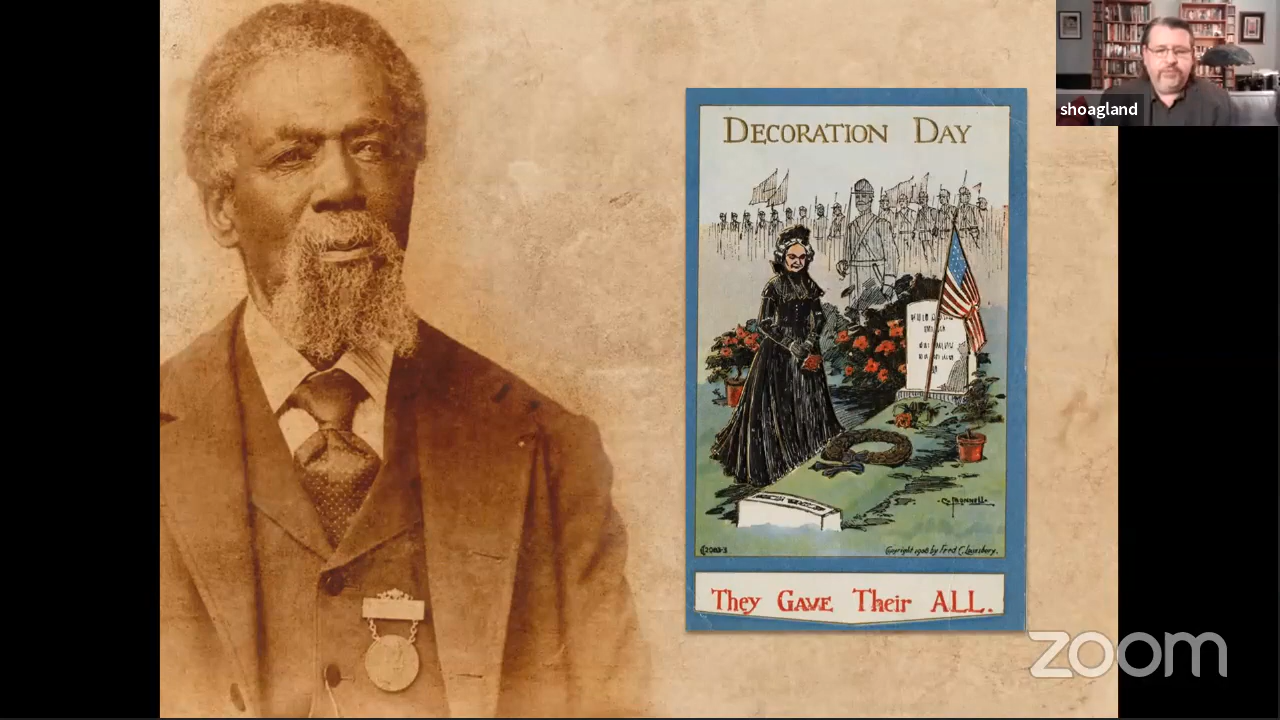 DECORATION DAY
They GAVE Their ALL.
Copyright 1908 by Fred C. Lounsbury.
shoagland
zoom